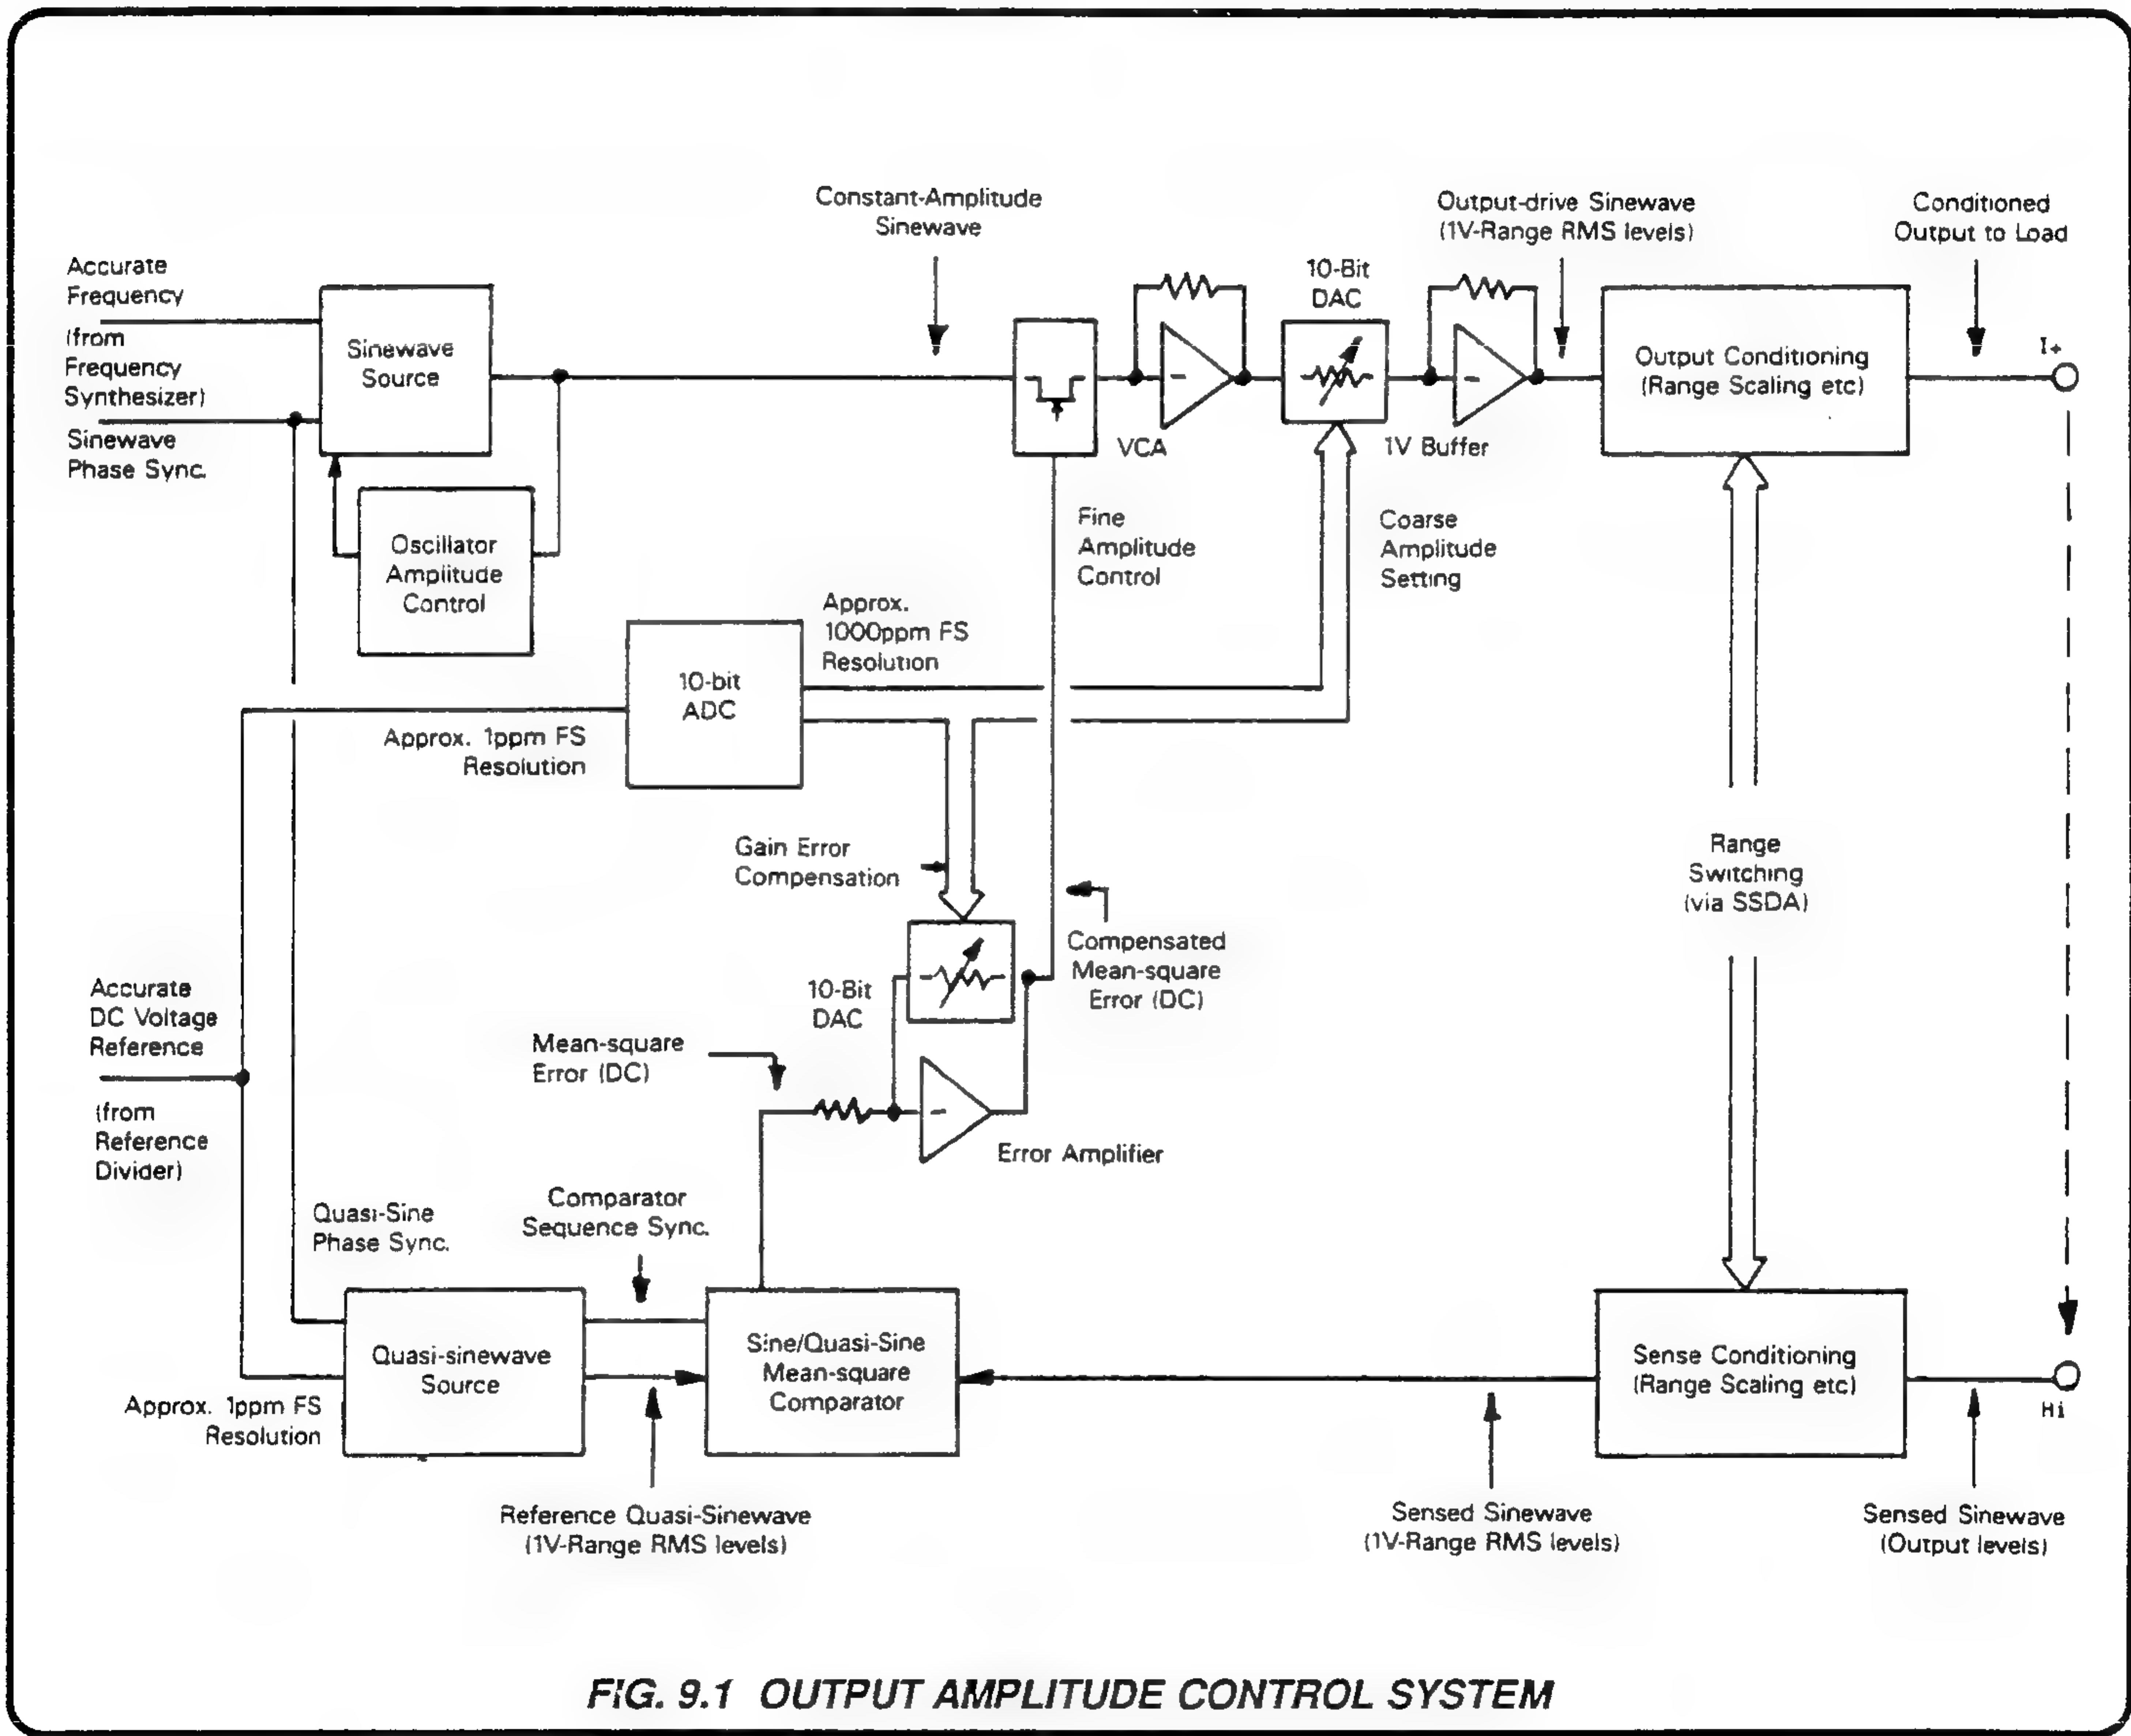 Constant-Amplitude
Sinewave
Output-drive Sinewave
(1V-Range RMS levels)
Conditioned
Output to Load
Accurate
Frequency
(from
Frequency
Synthesizer)
Sinewave
Phase Sync.
Sinewave
Source
10-Bit
DAC
VCA
1V Buffer
Output Conditioning
(Range Scaling etc)
I+
Oscillator
Amplitude
Control
Fine
Amplitude
Control
Coarse
Amplitude
Setting
Approx.
1000ppm FS
Resolution
10-bit
ADC
Approx. 1ppm FS
Resolution
Gain Error
Compensation
Range
Switching
(via SSDA)
Compensated
Mean-square
Error (DC)
10-Bit
DAC
Accurate
DC Voltage
Reference
(from
Reference
Divider)
Mean-square
Error (DC)
-
-
-
Error Amplifier
Quasi-Sine
Phase Sync.
Comparator
Sequence Sync.
Quasi-sinewave
Source
Sine/Quasi-Sine
Mean-square
Comparator
Sense Conditioning
(Range Scaling etc)
Hi
Approx. 1ppm FS
Resolution
Reference Quasi-Sinewave
(1V-Range RMS levels)
Sensed Sinewave
(1V-Range RMS levels)
Sensed Sinewave
(Output levels)
FIG. 9.1 OUTPUT AMPLITUDE CONTROL SYSTEM